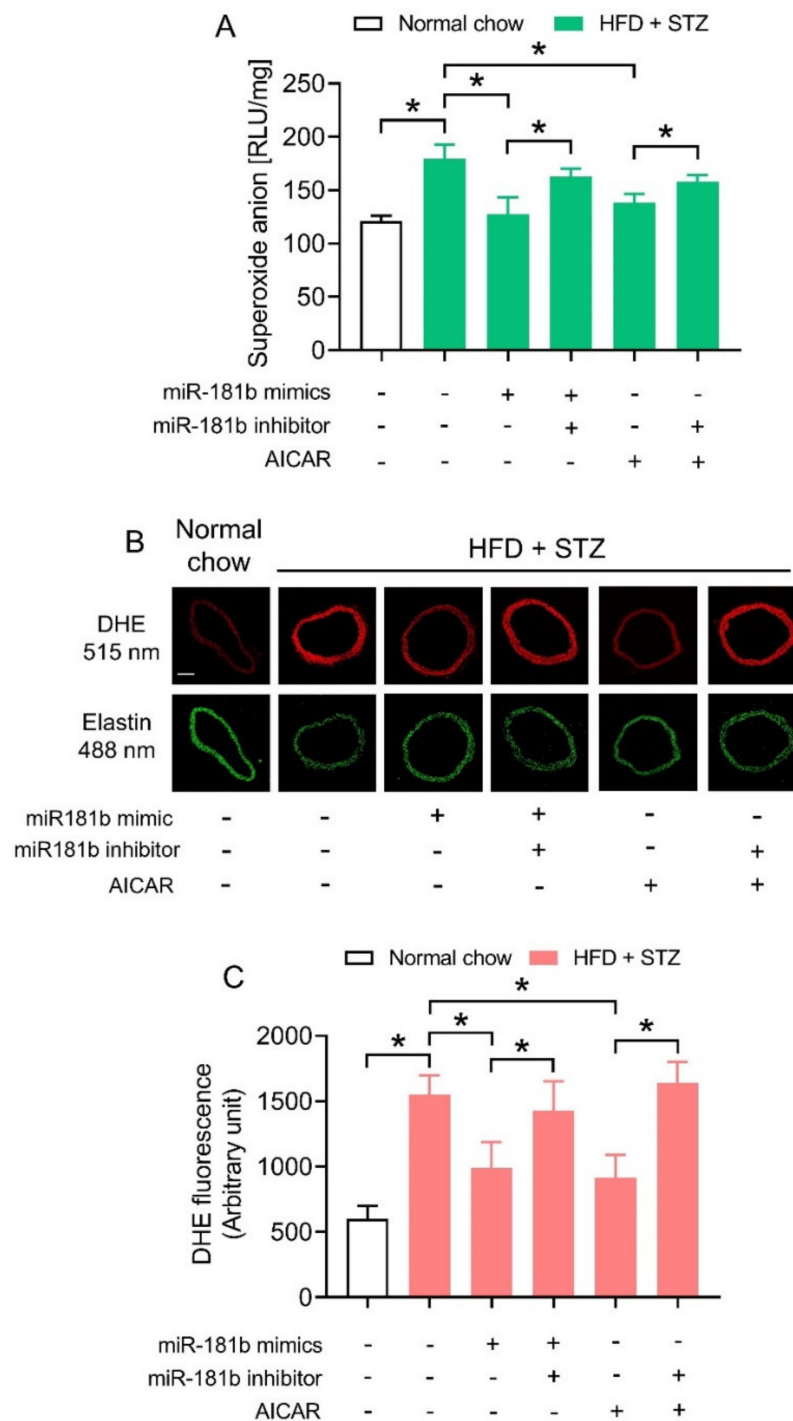 A
Normal chow HFD + STZ
* * * * *
Superoxide anion [RLU/mg]
250
200
150
100
50
0
miR-181b mimics - - + + - -
miR-181b inhibitor - - - + - +
AICAR - - - - + +
B
Normal
chow
HFD + STZ
DHE
515 nm
Elastin
488 nm
miR181b mimic - - + + - -
miR181b inhibitor - - - + - +
AICAR - - - - + +
Normal chow HFD + STZ
C
* * * * *
DHE fluorescence
(Arbitrary unit)
2000
1500
1000
500
0
miR-181b mimics - - + + - -
miR-181b inhibitor - - - + - +
AICAR - - - - + +